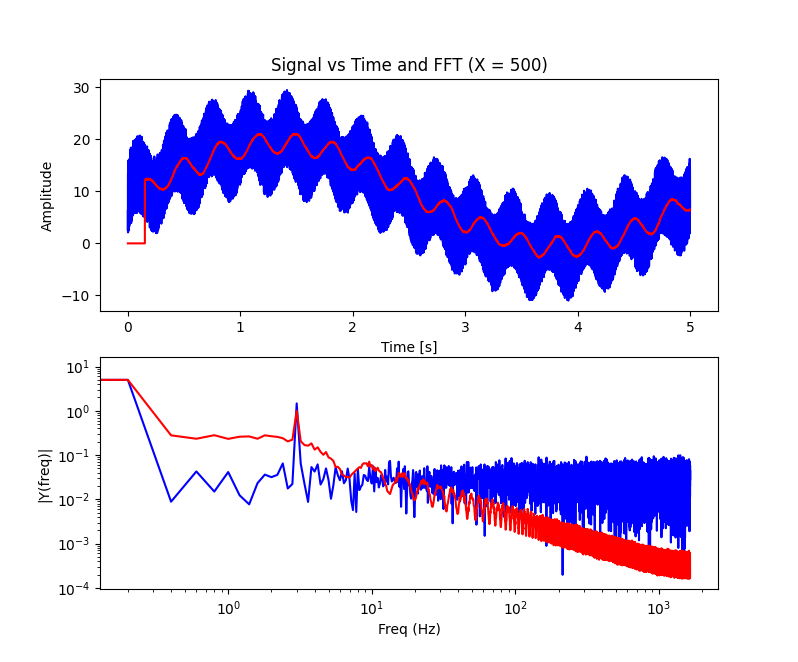 Signal vs Time and FFT (X = 500)
30
20
10
0
−10
Amplitude
0 1 2 3 4 5
Time [s]
10¹
10⁰
10⁻¹
10⁻²
10⁻³
10⁻⁴
|Y(freq)|
10⁰ 10¹ 10² 10³
Freq (Hz)